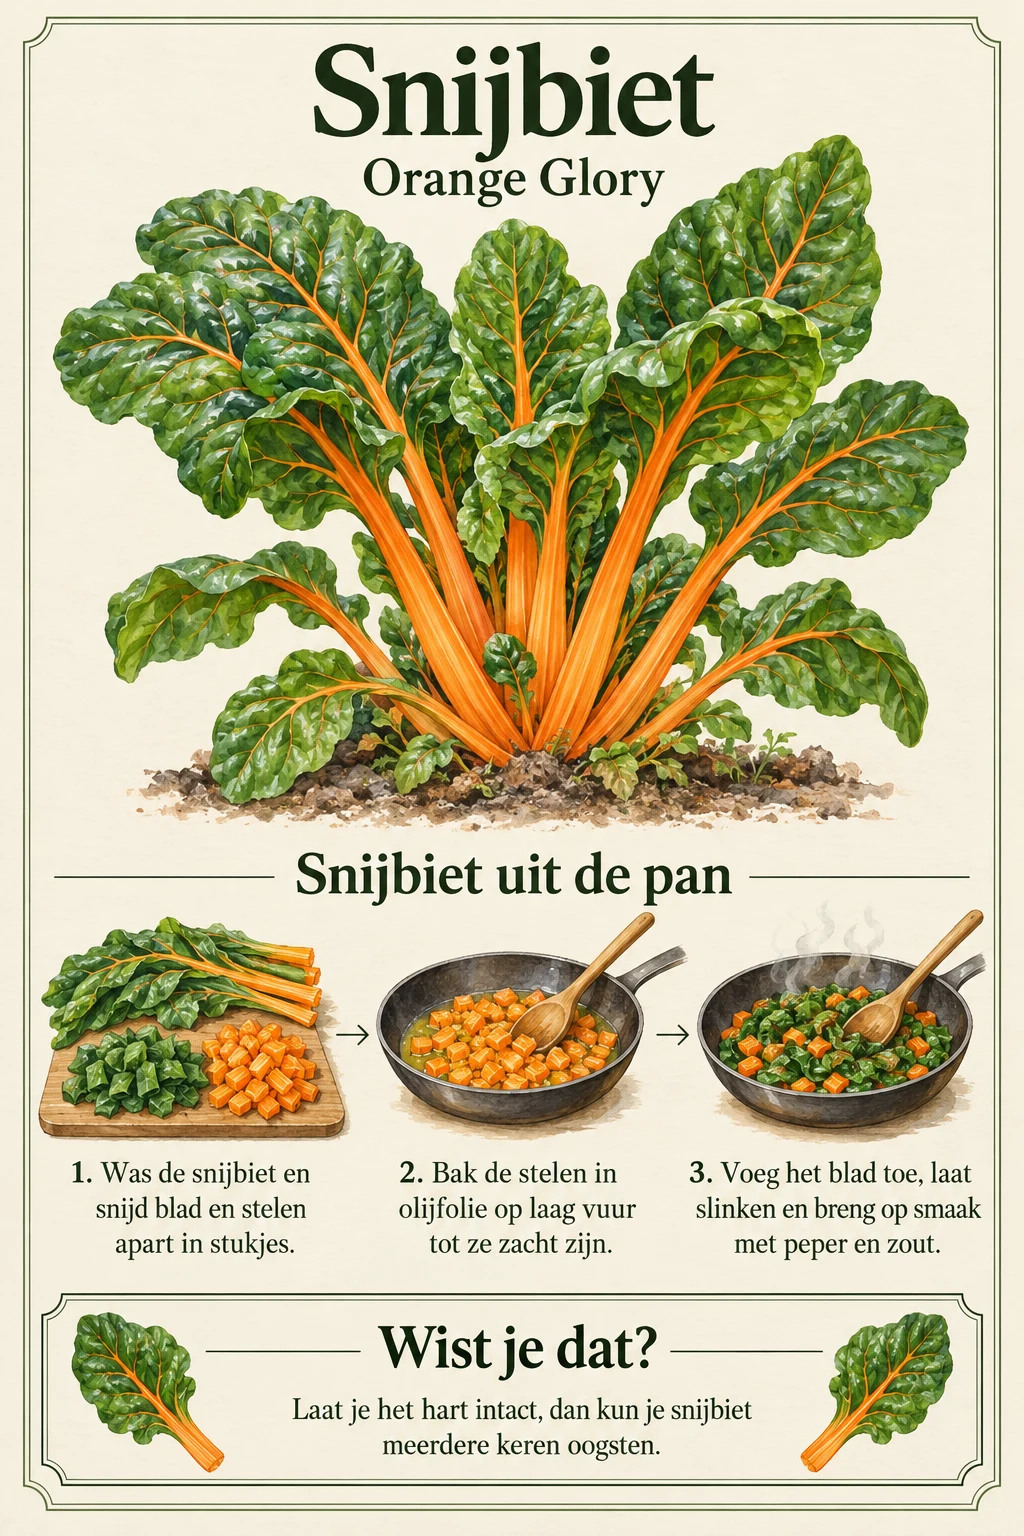 Snijbiet
Orange Glory
Snijbiet uit de pan
1. Was de snijbiet en
snijd blad en stelen
apart in stukjes.
2. Bak de stelen in
olijfolie op laag vuur
tot ze zacht zijn.
3. Voeg het blad toe, laat
slinken en breng op smaak
met peper en zout.
Wist je dat?
Laat je het hart intact, dan kun je snijbiet
meerdere keren oogsten.